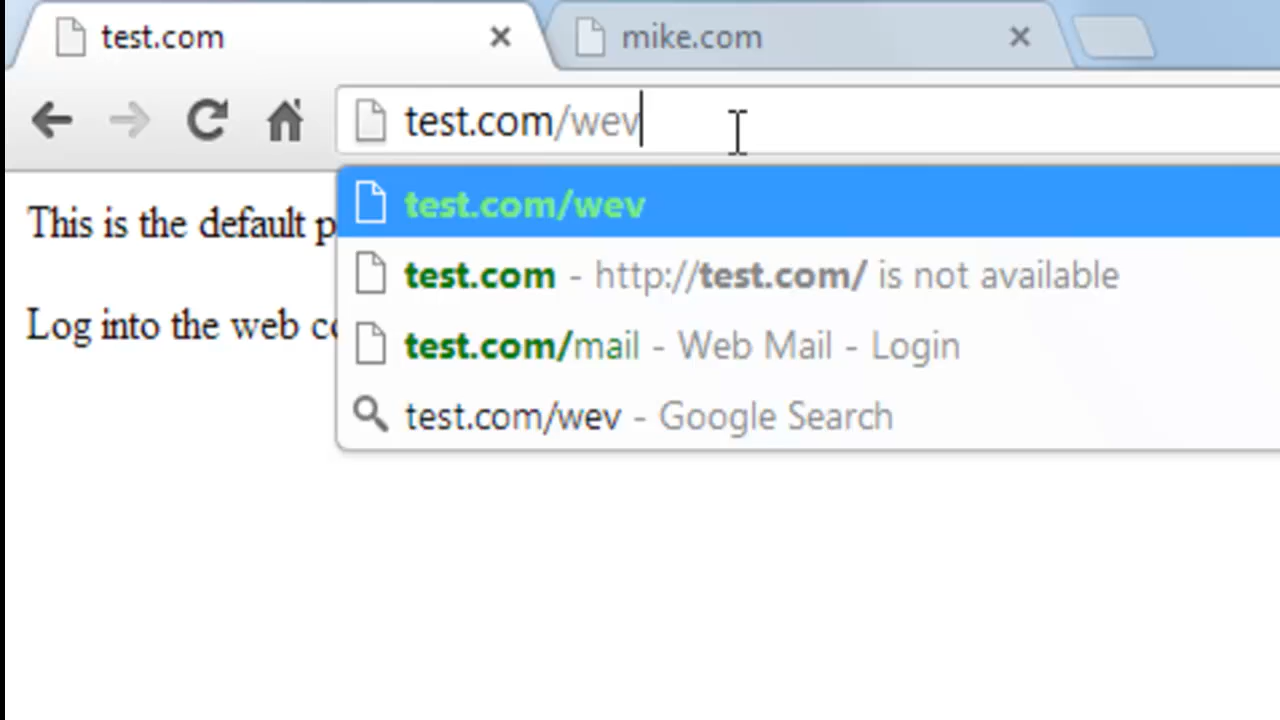 test.com
mike.com
test.com/wev
test.com/wev
This is the default
test.com - http://test.com/ is not available
Log into the web
test.com/mail - Web Mail - Login
test.com/wev - Google Search